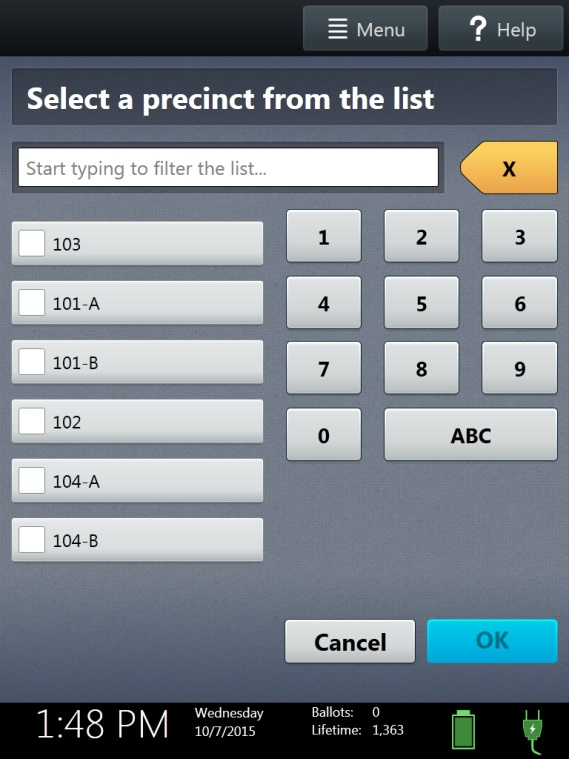 Menu
? Help
Select a precinct from the list
Start typing to filter the list...
X
103
101-A
101-B
102
104-A
104-B
1 2 3
4 5 6
7 8 9
0 ABC
Cancel OK
1:48 PM
Wednesday
10/7/2015
Ballots: 0
Lifetime: 1,363